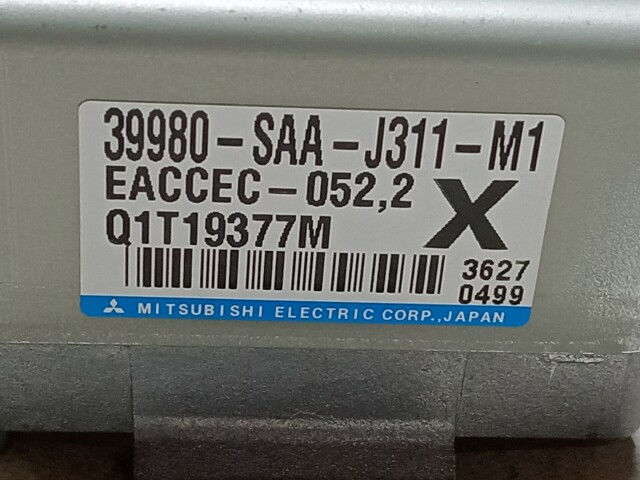 39980-SAA-J311-M1
EACCEC-052,2
X
Q1T19377M
3627
0499
MITSUBISHI ELECTRIC CORP.,JAPAN